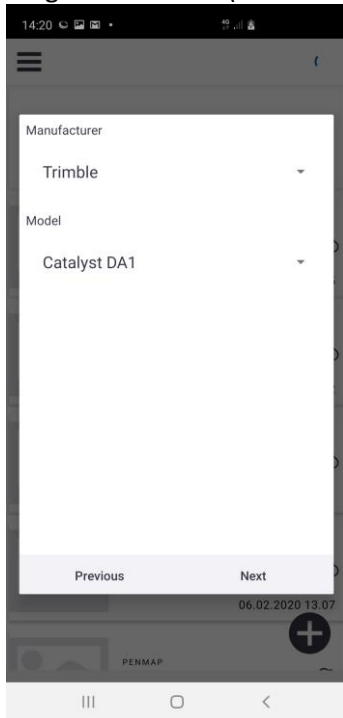 14:20
Manufacturer
Trimble
Model
Catalyst DA1
Previous
Next
06.02.2020 13.07
PENMAP